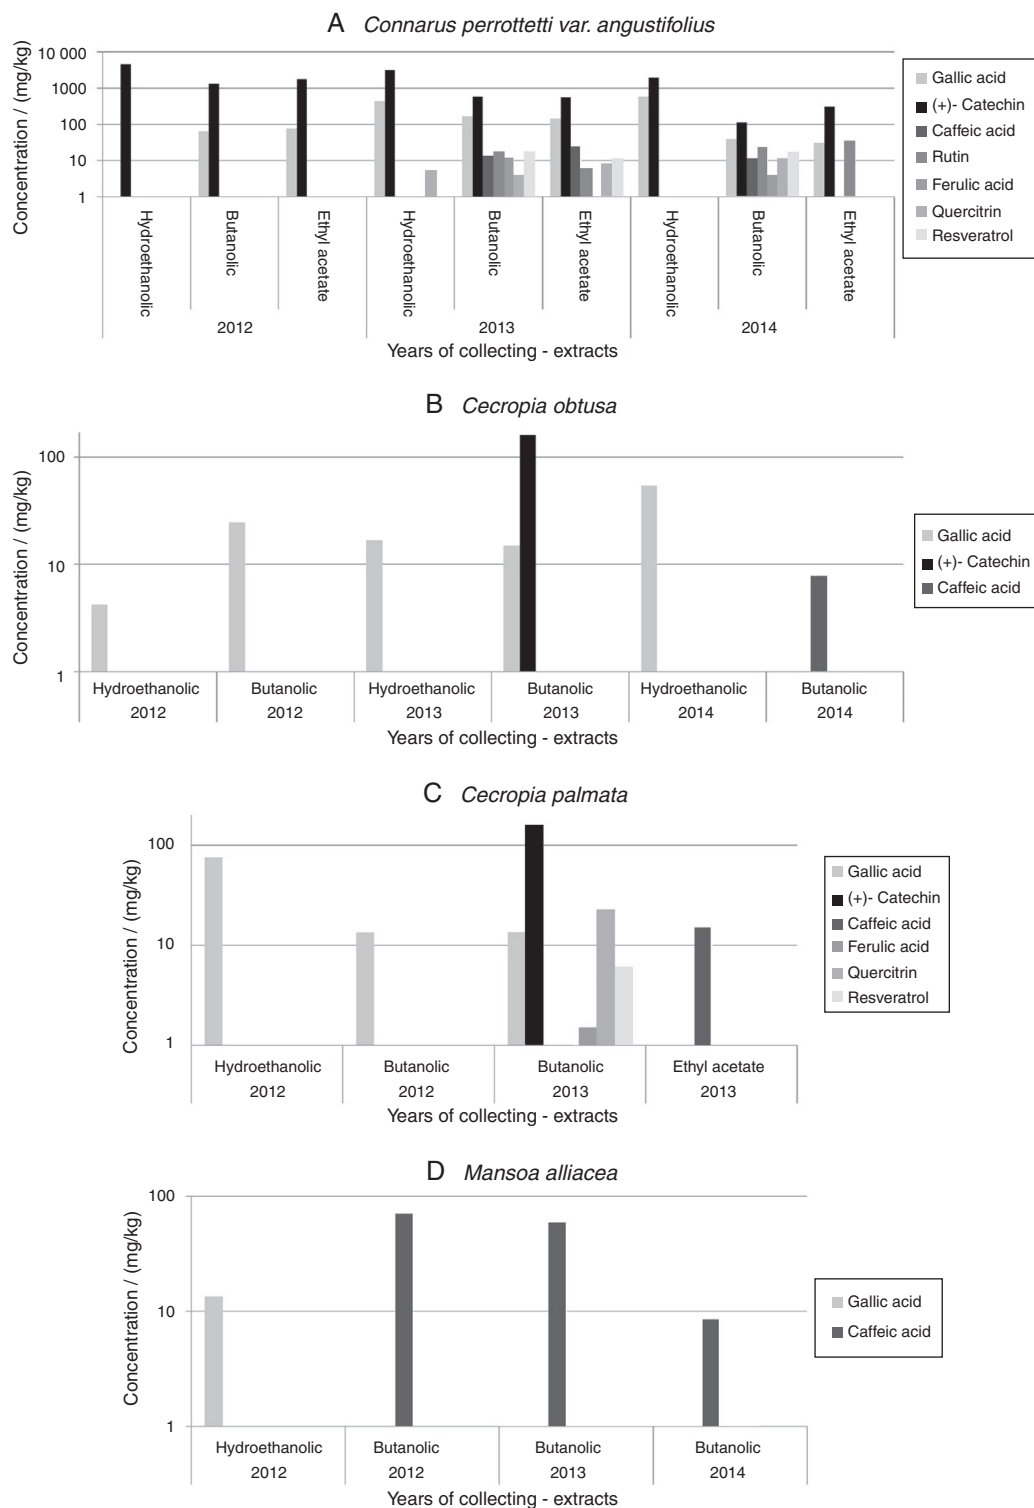 A Connarus perrottetti var. angustifolius
Concentration / (mg/kg)
10 000
1000
100
10
1
Hydroethanolic
Butanolic
Ethyl acetate
Hydroethanolic
Butanolic
Ethyl acetate
Hydroethanolic
Butanolic
Ethyl acetate
2012
2013
2014
Years of collecting - extracts
Gallic acid
(+)- Catechin
Caffeic acid
Rutin
Ferulic acid
Quercitrin
Resveratrol
B Cecropia obtusa
Concentration / (mg/kg)
100
10
1
Hydroethanolic Butanolic Hydroethanolic Butanolic Hydroethanolic Butanolic
2012 2012 2013 2013 2014 2014
Years of collecting - extracts
Gallic acid
(+)- Catechin
Caffeic acid
C Cecropia palmata
Concentration / (mg/kg)
100
10
1
Hydroethanolic Butanolic Butanolic Ethyl acetate
2012 2012 2013 2013
Years of collecting - extracts
Gallic acid
(+)- Catechin
Caffeic acid
Ferulic acid
Quercitrin
Resveratrol
D Mansoa alliacea
Concentration / (mg/kg)
100
10
1
Hydroethanolic Butanolic Butanolic Butanolic
2012 2012 2013 2014
Years of collecting - extracts
Gallic acid
Caffeic acid